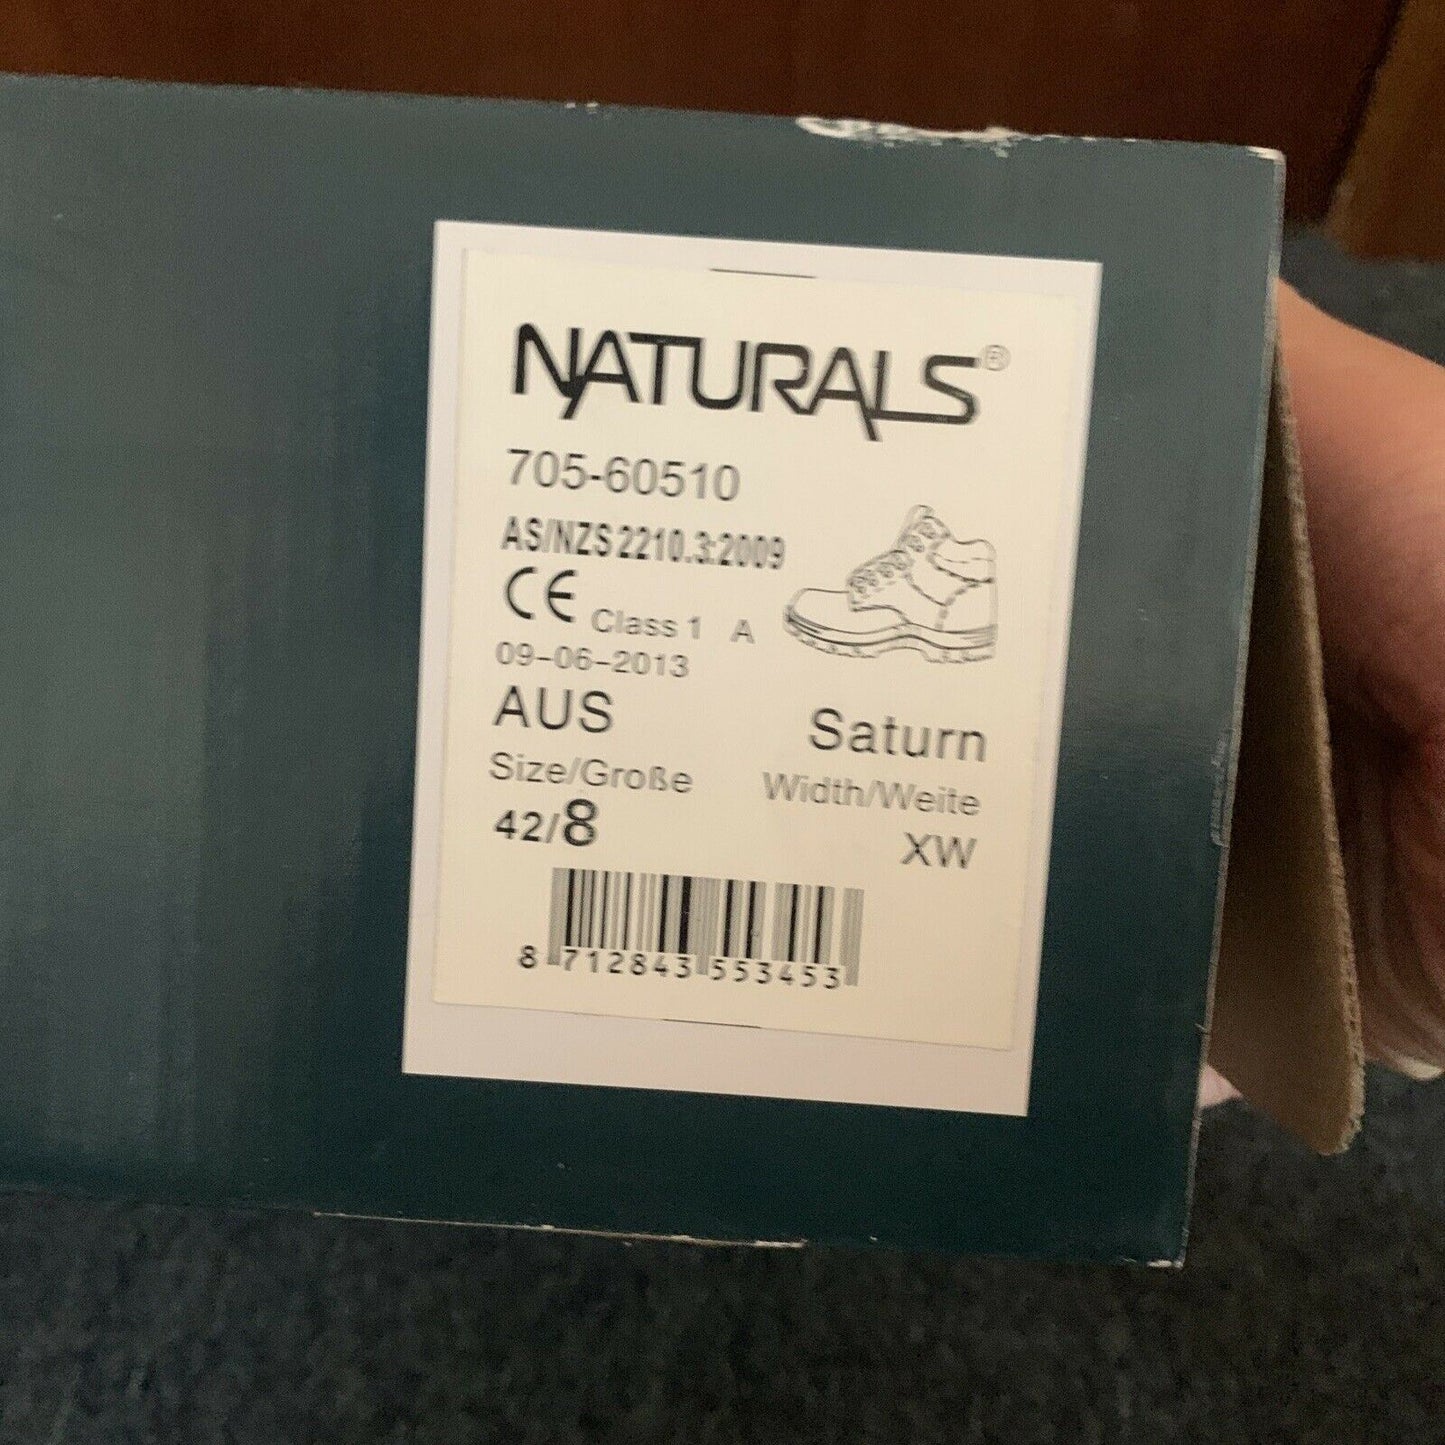 NATURALS®
705-60510
AS/NZS 2210.3:2009
CE Class 1 A
09-06-2013
AUS Saturn
Size/Große Width/Weite
42/8 XW
8 712843 553453